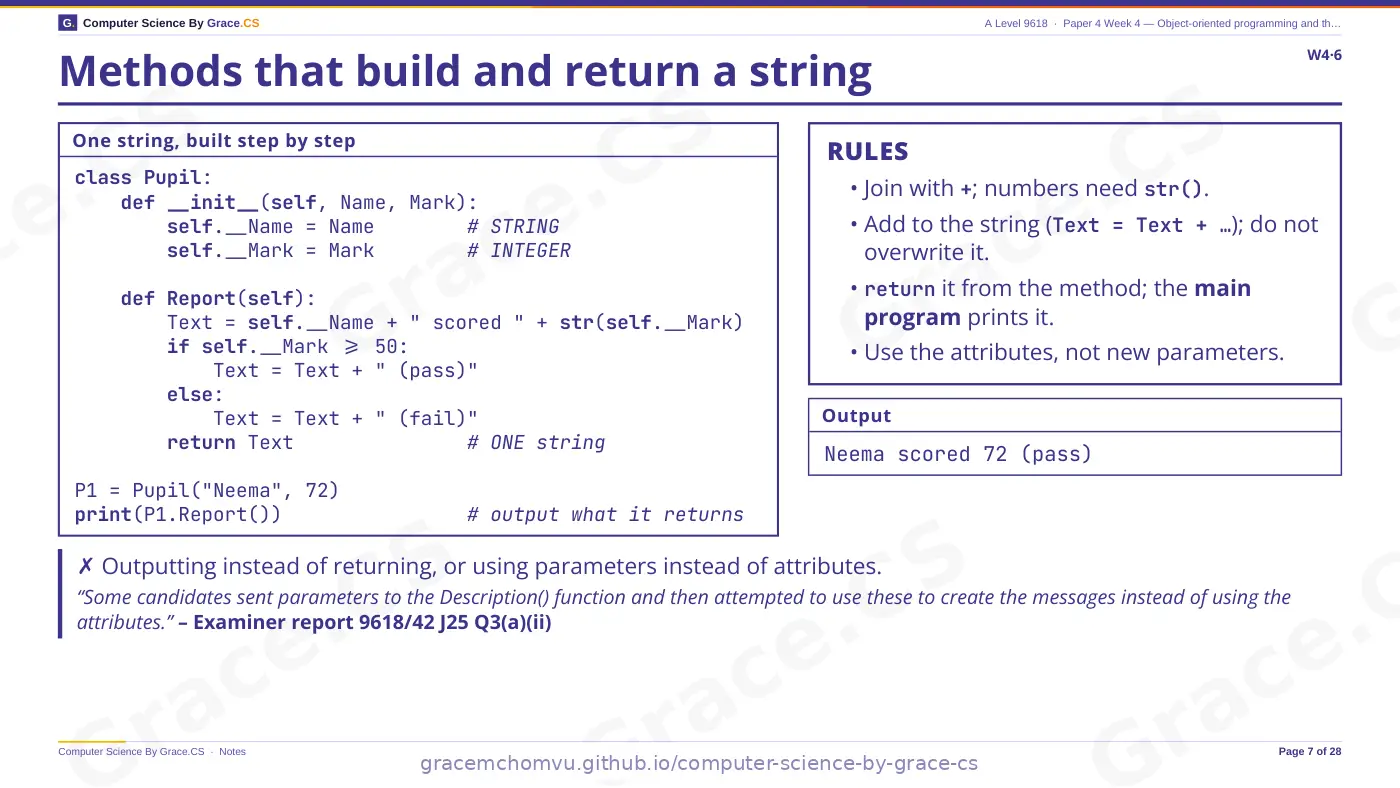 G. Computer Science By Grace.CS
A Level 9618 · Paper 4 Week 4 — Object-oriented programming and th…
Methods that build and return a string
W4·6
One string, built step by step
class Pupil:
    def __init__(self, Name, Mark):
        self.__Name = Name        # STRING
        self.__Mark = Mark        # INTEGER
    def Report(self):
        Text = self.__Name + " scored " + str(self.__Mark)
        if self.__Mark ⩾ 50:
            Text = Text + " (pass)"
        else:
            Text = Text + " (fail)"
        return Text               # ONE string
P1 = Pupil("Neema", 72)
print(P1.Report())                # output what it returns
RULES
• Join with +; numbers need str().
• Add to the string (Text = Text + …); do not
overwrite it.
• return it from the method; the main
program prints it.
• Use the attributes, not new parameters.
Output
Neema scored 72 (pass)
✗ Outputting instead of returning, or using parameters instead of attributes.
“Some candidates sent parameters to the Description() function and then attempted to use these to create the messages instead of using the
attributes.” – Examiner report 9618/42 J25 Q3(a)(ii)
Computer Science By Grace.CS · Notes
Page 7 of 28
gracemchomvu.github.io/computer-science-by-grace-cs
Grace.CS